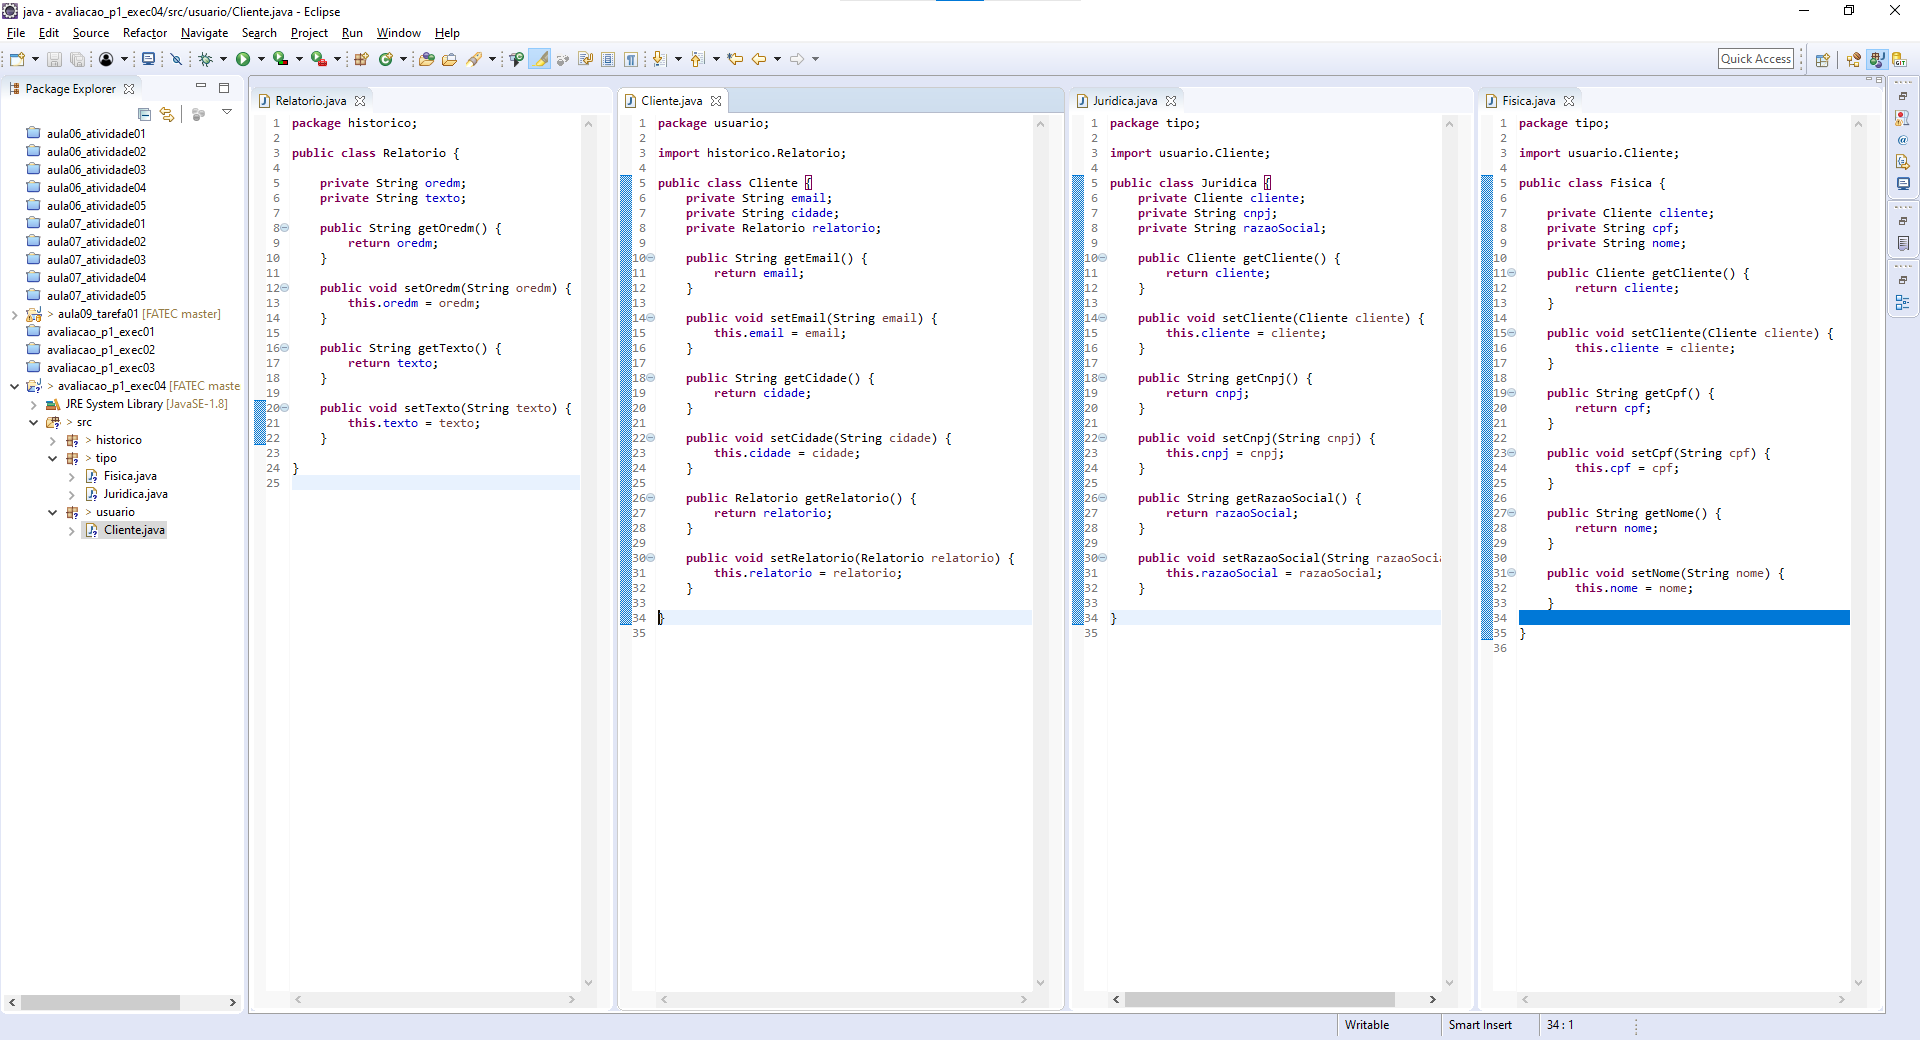 java - avaliacao_p1_exec04/src/usuario/Cliente.java - Eclipse
File Edit Source Refactor Navigate Search Project Run Window Help
Quick Access
Package Explorer
aula06_atividade01
aula06_atividade02
aula06_atividade03
aula06_atividade04
aula06_atividade05
aula07_atividade01
aula07_atividade02
aula07_atividade03
aula07_atividade04
aula07_atividade05
> aula09_tarefa01 [FATEC master]
avaliacao_p1_exec01
avaliacao_p1_exec02
avaliacao_p1_exec03
> avaliacao_p1_exec04 [FATEC maste
JRE System Library [JavaSE-1.8]
> src
> historico
> tipo
Fisica.java
Juridica.java
> usuario
Cliente.java
Relatorio.java
1 package historico;
2
3 public class Relatorio {
4
5 private String oredm;
6 private String texto;
7
8 public String getOredm() {
9 return oredm;
10 }
11
12 public void setOredm(String oredm) {
13 this.oredm = oredm;
14 }
15
16 public String getTexto() {
17 return texto;
18 }
19
20 public void setTexto(String texto) {
21 this.texto = texto;
22 }
23
24 }
25
Cliente.java
1 package usuario;
2
3 import historico.Relatorio;
4
5 public class Cliente {
6 private String email;
7 private String cidade;
8 private Relatorio relatorio;
9
10 public String getEmail() {
11 return email;
12 }
13
14 public void setEmail(String email) {
15 this.email = email;
16 }
17
18 public String getCidade() {
19 return cidade;
20 }
21
22 public void setCidade(String cidade) {
23 this.cidade = cidade;
24 }
25
26 public Relatorio getRelatorio() {
27 return relatorio;
28 }
29
30 public void setRelatorio(Relatorio relatorio) {
31 this.relatorio = relatorio;
32 }
33
34 }
35
Juridica.java
1 package tipo;
2
3 import usuario.Cliente;
4
5 public class Juridica {
6 private Cliente cliente;
7 private String cnpj;
8 private String razaoSocial;
9
10 public Cliente getCliente() {
11 return cliente;
12 }
13
14 public void setCliente(Cliente cliente) {
15 this.cliente = cliente;
16 }
17
18 public String getCnpj() {
19 return cnpj;
20 }
21
22 public void setCnpj(String cnpj) {
23 this.cnpj = cnpj;
24 }
25
26 public String getRazaoSocial() {
27 return razaoSocial;
28 }
29
30 public void setRazaoSocial(String razaoSocia
31 this.razaoSocial = razaoSocial;
32 }
33
34 }
35
Fisica.java
1 package tipo;
2
3 import usuario.Cliente;
4
5 public class Fisica {
6
7 private Cliente cliente;
8 private String cpf;
9 private String nome;
10
11 public Cliente getCliente() {
12 return cliente;
13 }
14
15 public void setCliente(Cliente cliente) {
16 this.cliente = cliente;
17 }
18
19 public String getCpf() {
20 return cpf;
21 }
22
23 public void setCpf(String cpf) {
24 this.cpf = cpf;
25 }
26
27 public String getNome() {
28 return nome;
29 }
30
31 public void setNome(String nome) {
32 this.nome = nome;
33 }
34
35 }
36
Writable Smart Insert 34 : 1